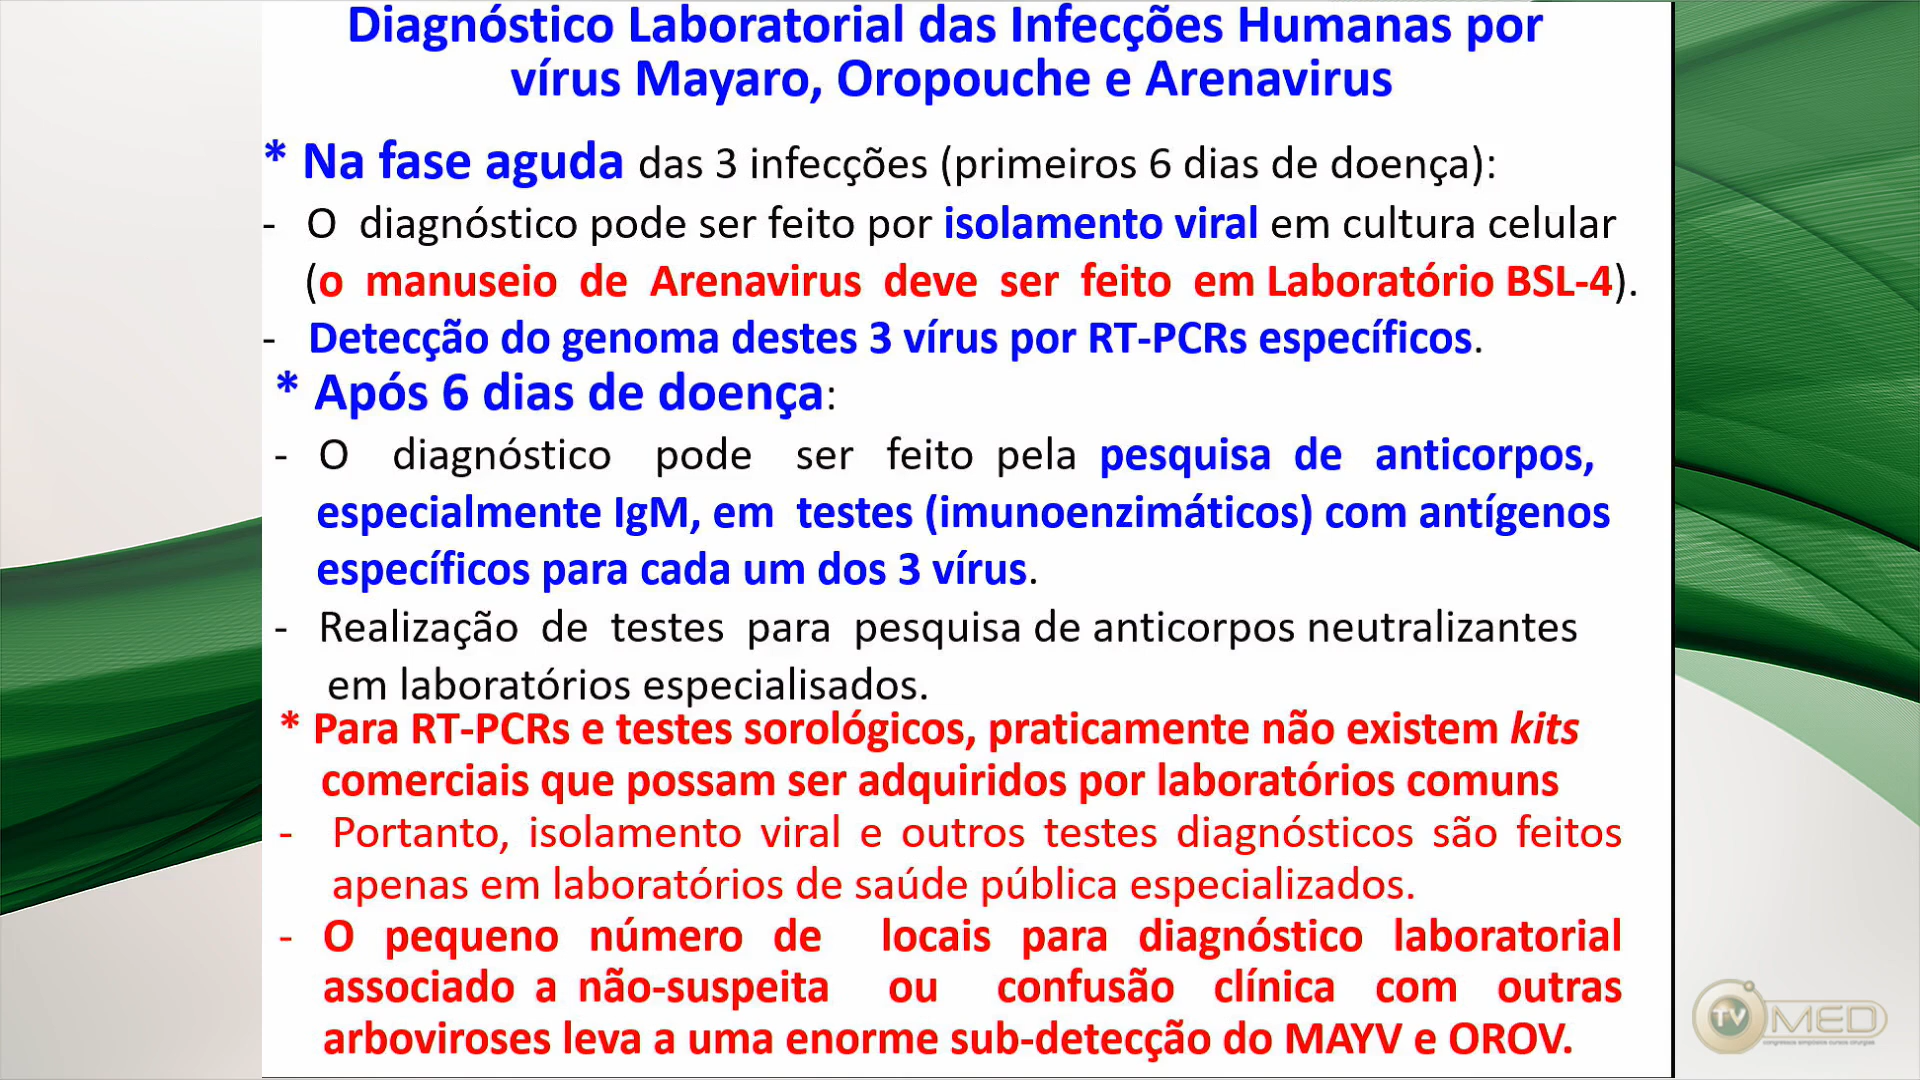 Diagnóstico Laboratorial das Infecções Humanas por
vírus Mayaro, Oropouche e Arenavirus
* Na fase aguda das 3 infecções (primeiros 6 dias de doença):
- O diagnóstico pode ser feito por isolamento viral em cultura celular
(o manuseio de Arenavirus deve ser feito em Laboratório BSL-4).
- Detecção do genoma destes 3 vírus por RT-PCRs específicos.
* Após 6 dias de doença:
- O diagnóstico pode ser feito pela pesquisa de anticorpos,
especialmente IgM, em testes (imunoenzimáticos) com antígenos
específicos para cada um dos 3 vírus.
- Realização de testes para pesquisa de anticorpos neutralizantes
em laboratórios especialisados.
* Para RT-PCRs e testes sorológicos, praticamente não existem kits
comerciais que possam ser adquiridos por laboratórios comuns
- Portanto, isolamento viral e outros testes diagnósticos são feitos
apenas em laboratórios de saúde pública especializados.
- O pequeno número de locais para diagnóstico laboratorial
associado a não-suspeita ou confusão clínica com outras
arboviroses leva a uma enorme sub-detecção do MAYV e OROV.
TV MED